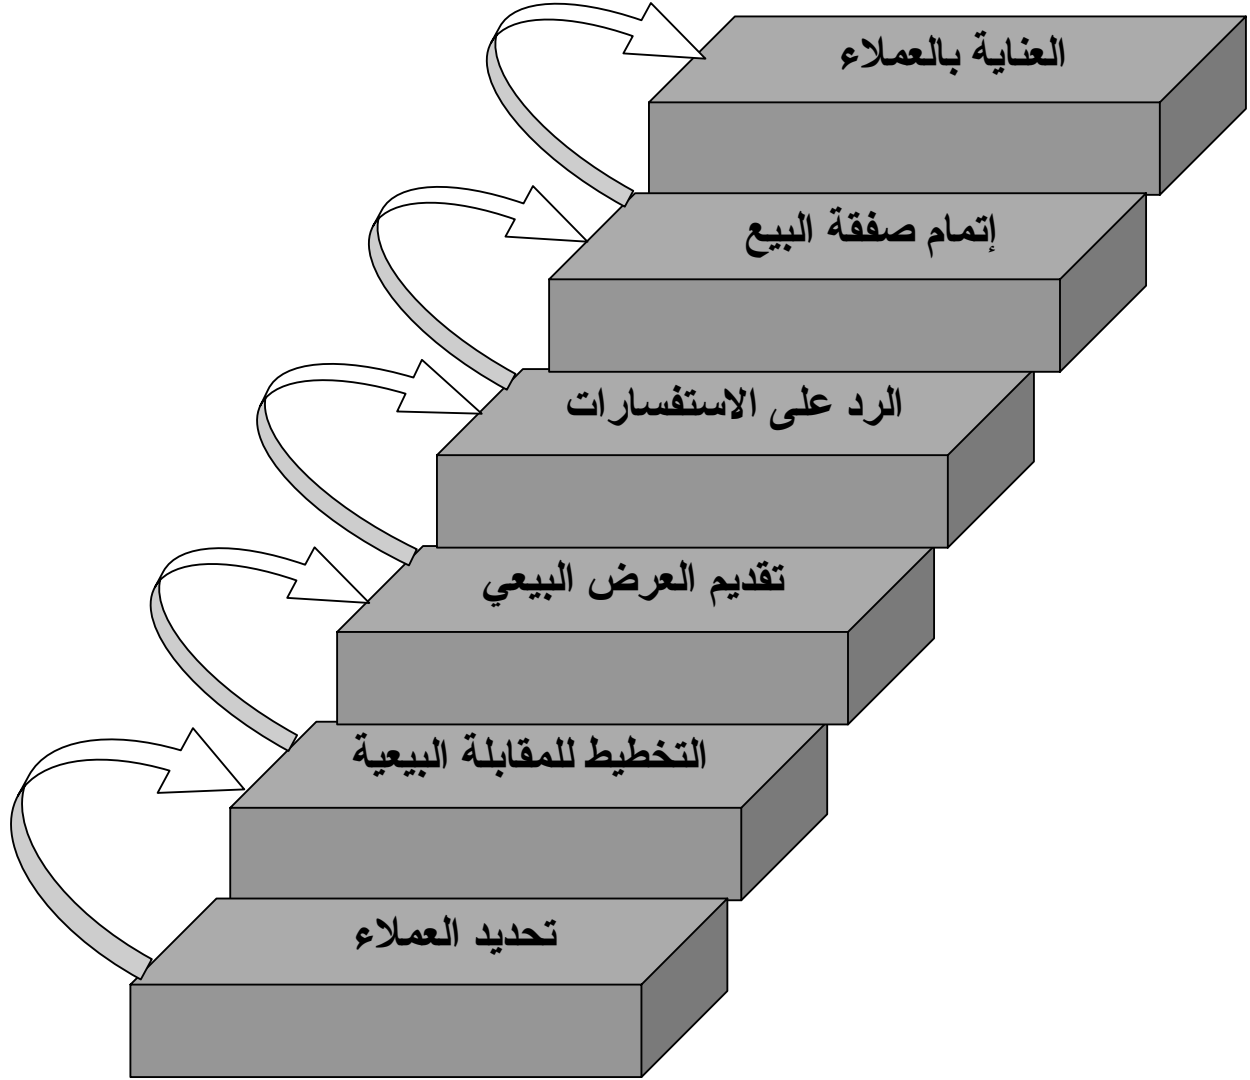 العناية بالعملاء
إتمام صفقة البيع
الرد على الاستفسارات
تقديم العرض البيعي
التخطيط للمقابلة البيعية
تحديد العملاء